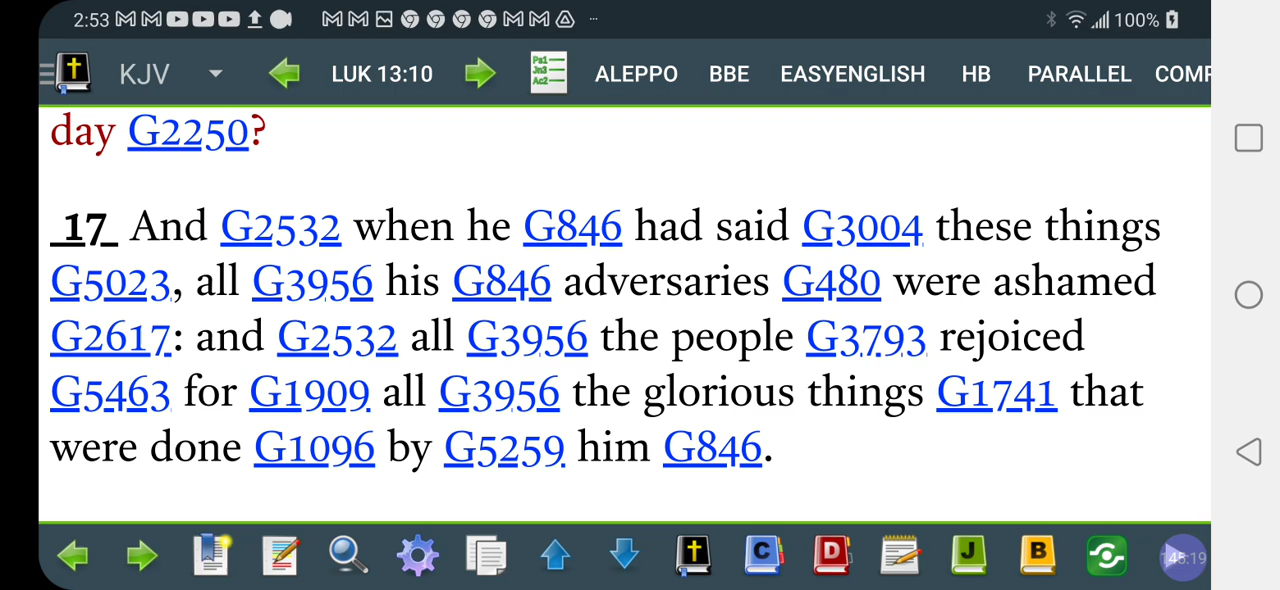 2:53 100%
KJV LUK 13:10 ALEPPO BBE EASYENGLISH HB PARALLEL
day G2250?
17 And G2532 when he G846 had said G3004 these things
G5023, all G3956 his G846 adversaries G480 were ashamed
G2617: and G2532 all G3956 the people G3793 rejoiced
G5463 for G1909 all G3956 the glorious things G1741 that
were done G1096 by G5259 him G846.
C D J B